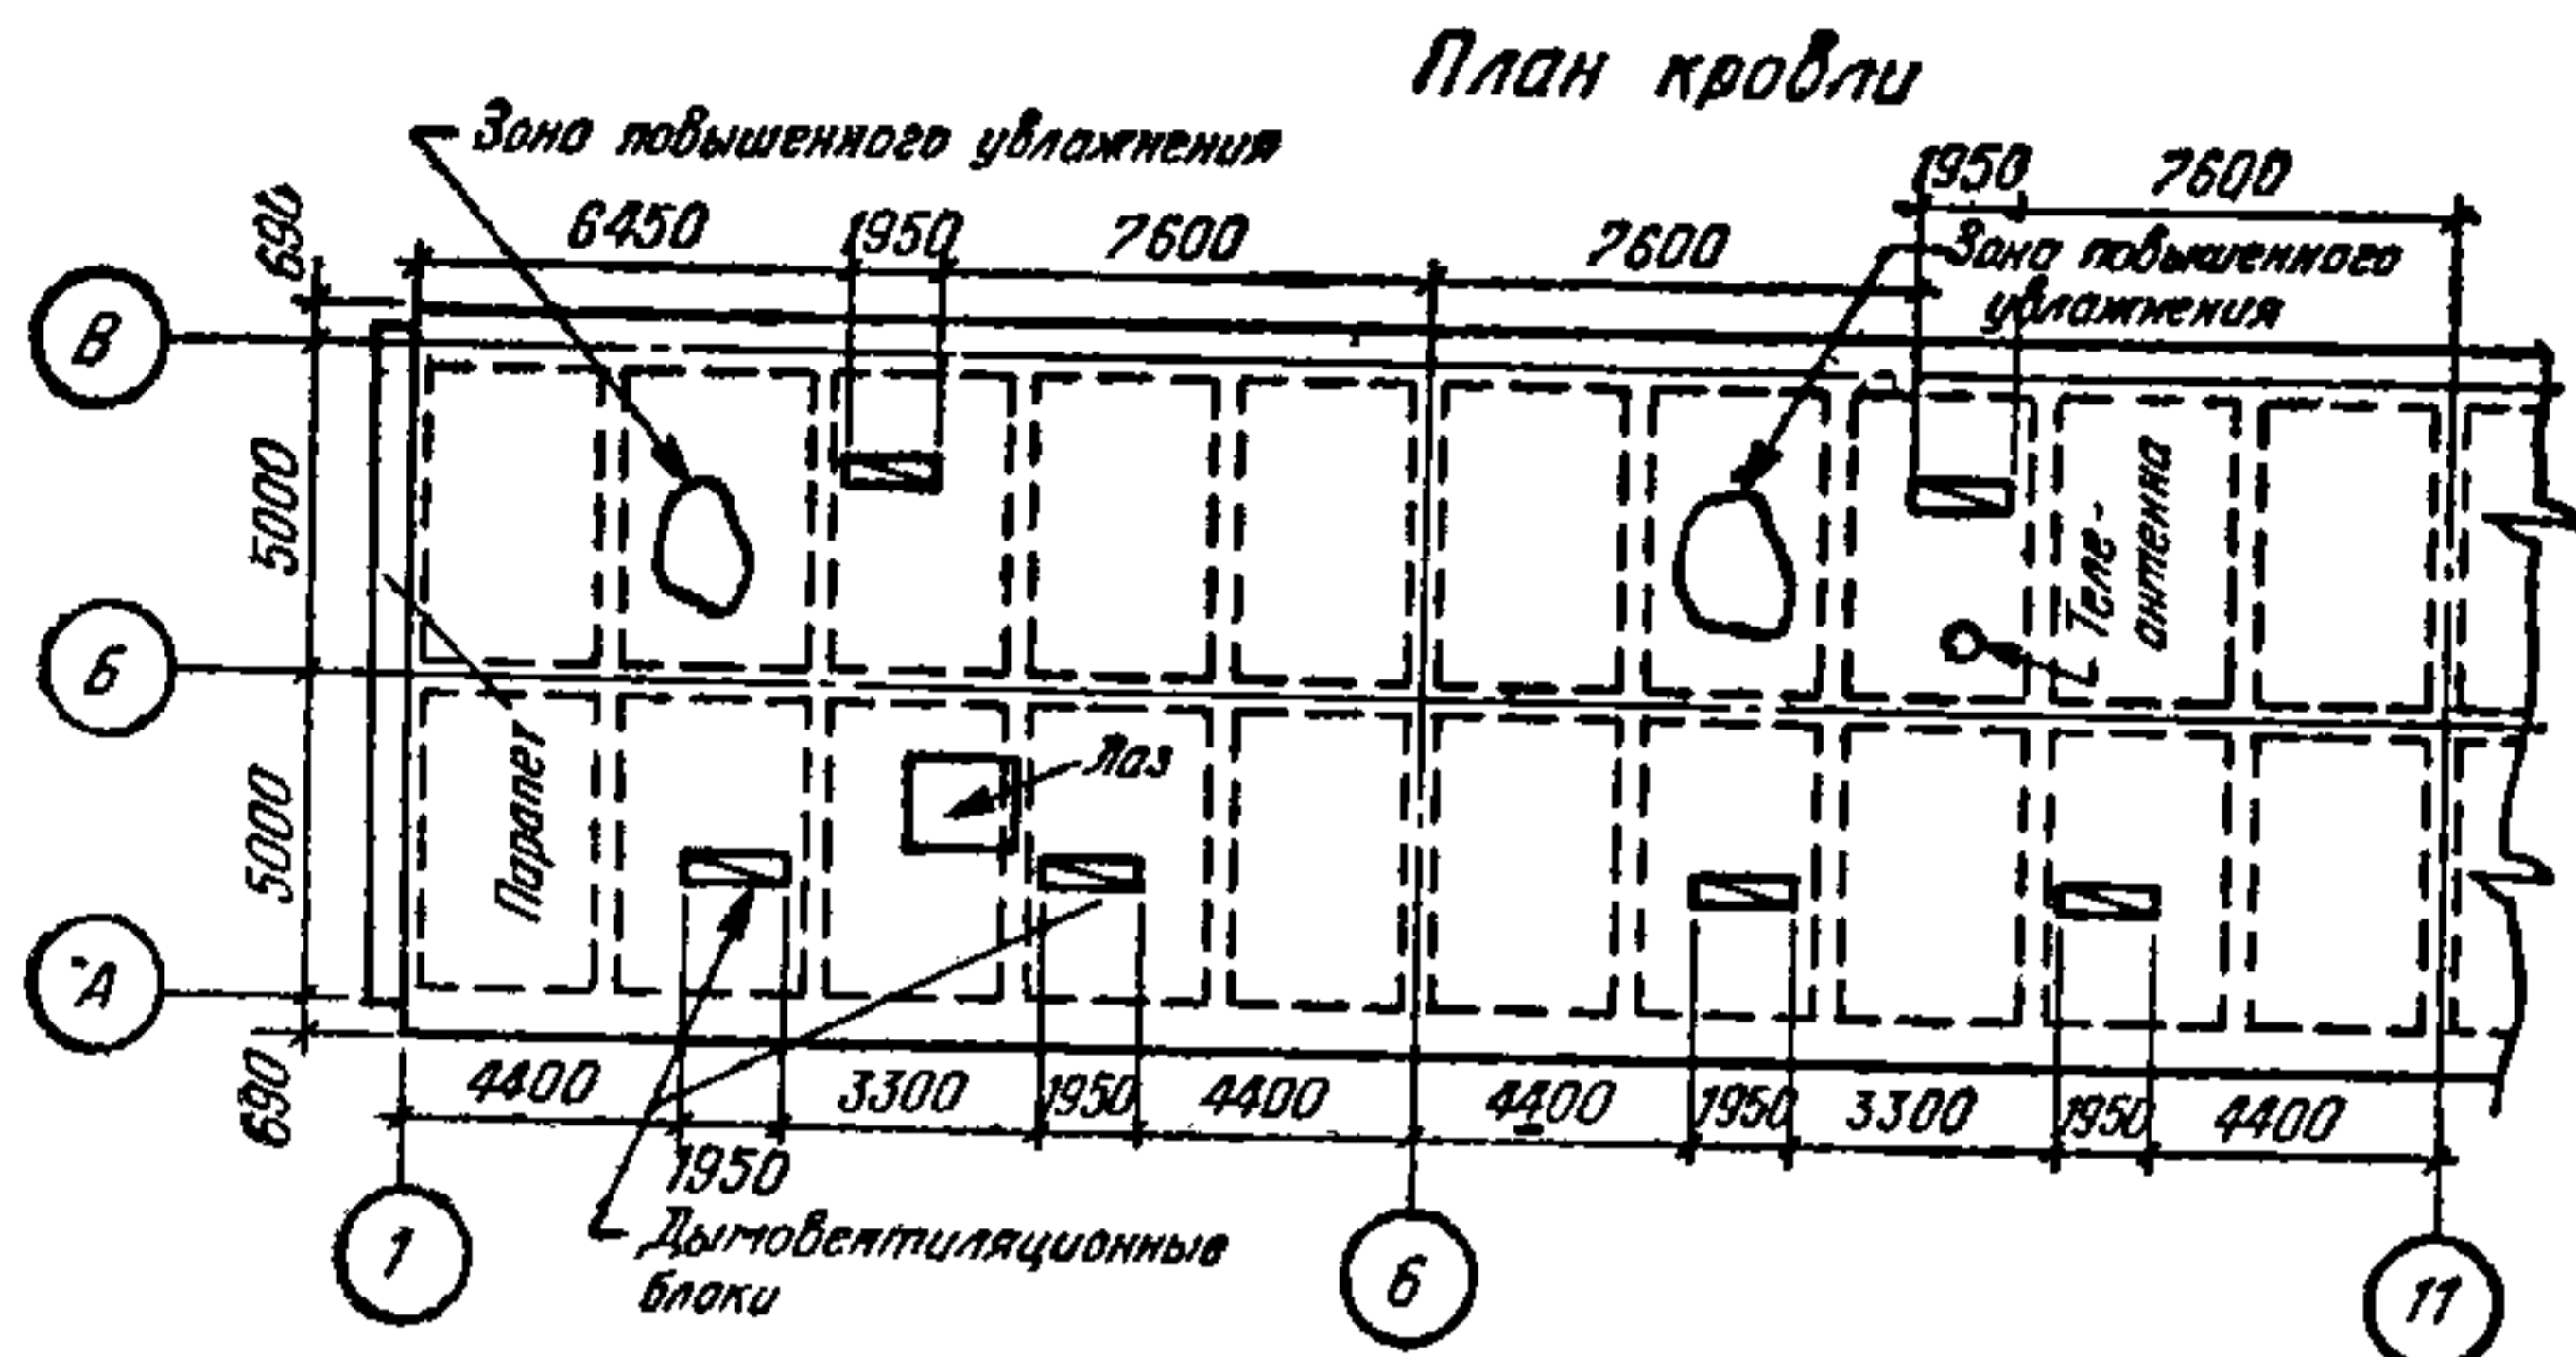 План кровли
Зона повышенного увлажнения
1950 7600
6450 1950 7600 7600
Зона повышенного
увлажнения
690
В
5000
Теле-
антенна
Б
Лаз
Парапет
5000
А
690
4400 3300 1950 4400 4400 1950 3300 1950 4400
1950
Дымовентиляционные
блоки
1 6 11